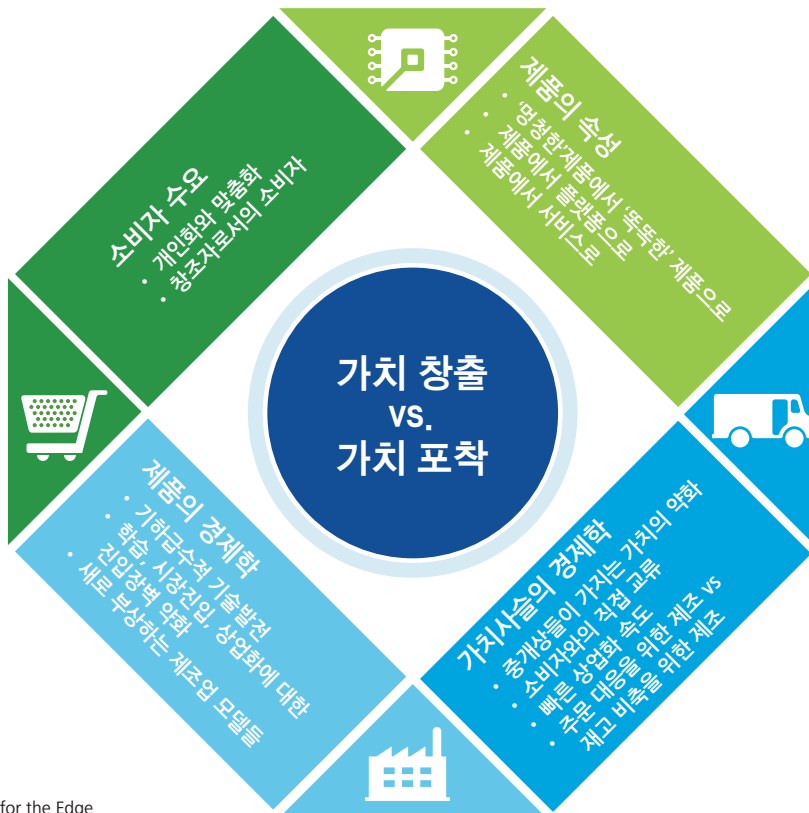 소비자 수요
• 개인화와 맞춤화
• 창조자로서의 소비자
제품의 속성
• ‘멍청한’제품에서 ‘똑똑한’ 제품으로
• 제품에서 플랫폼으로
• 제품에서 서비스로
가치 창출
vs.
가치 포착
제품의 경제학
• 기하급수적 기술발전
• 학습, 시장진입, 상업화에 대한
진입장벽 약화
• 새로 부상하는 제조업 모델들
가치사슬의 경제학
• 중개상들이 가지는 가치의 약화
• 소비자와의 직접 교류
• 빠른 상업화 속도
• 주문 대응을 위한 제조 vs
재고 비축을 위한 제조
for the Edge